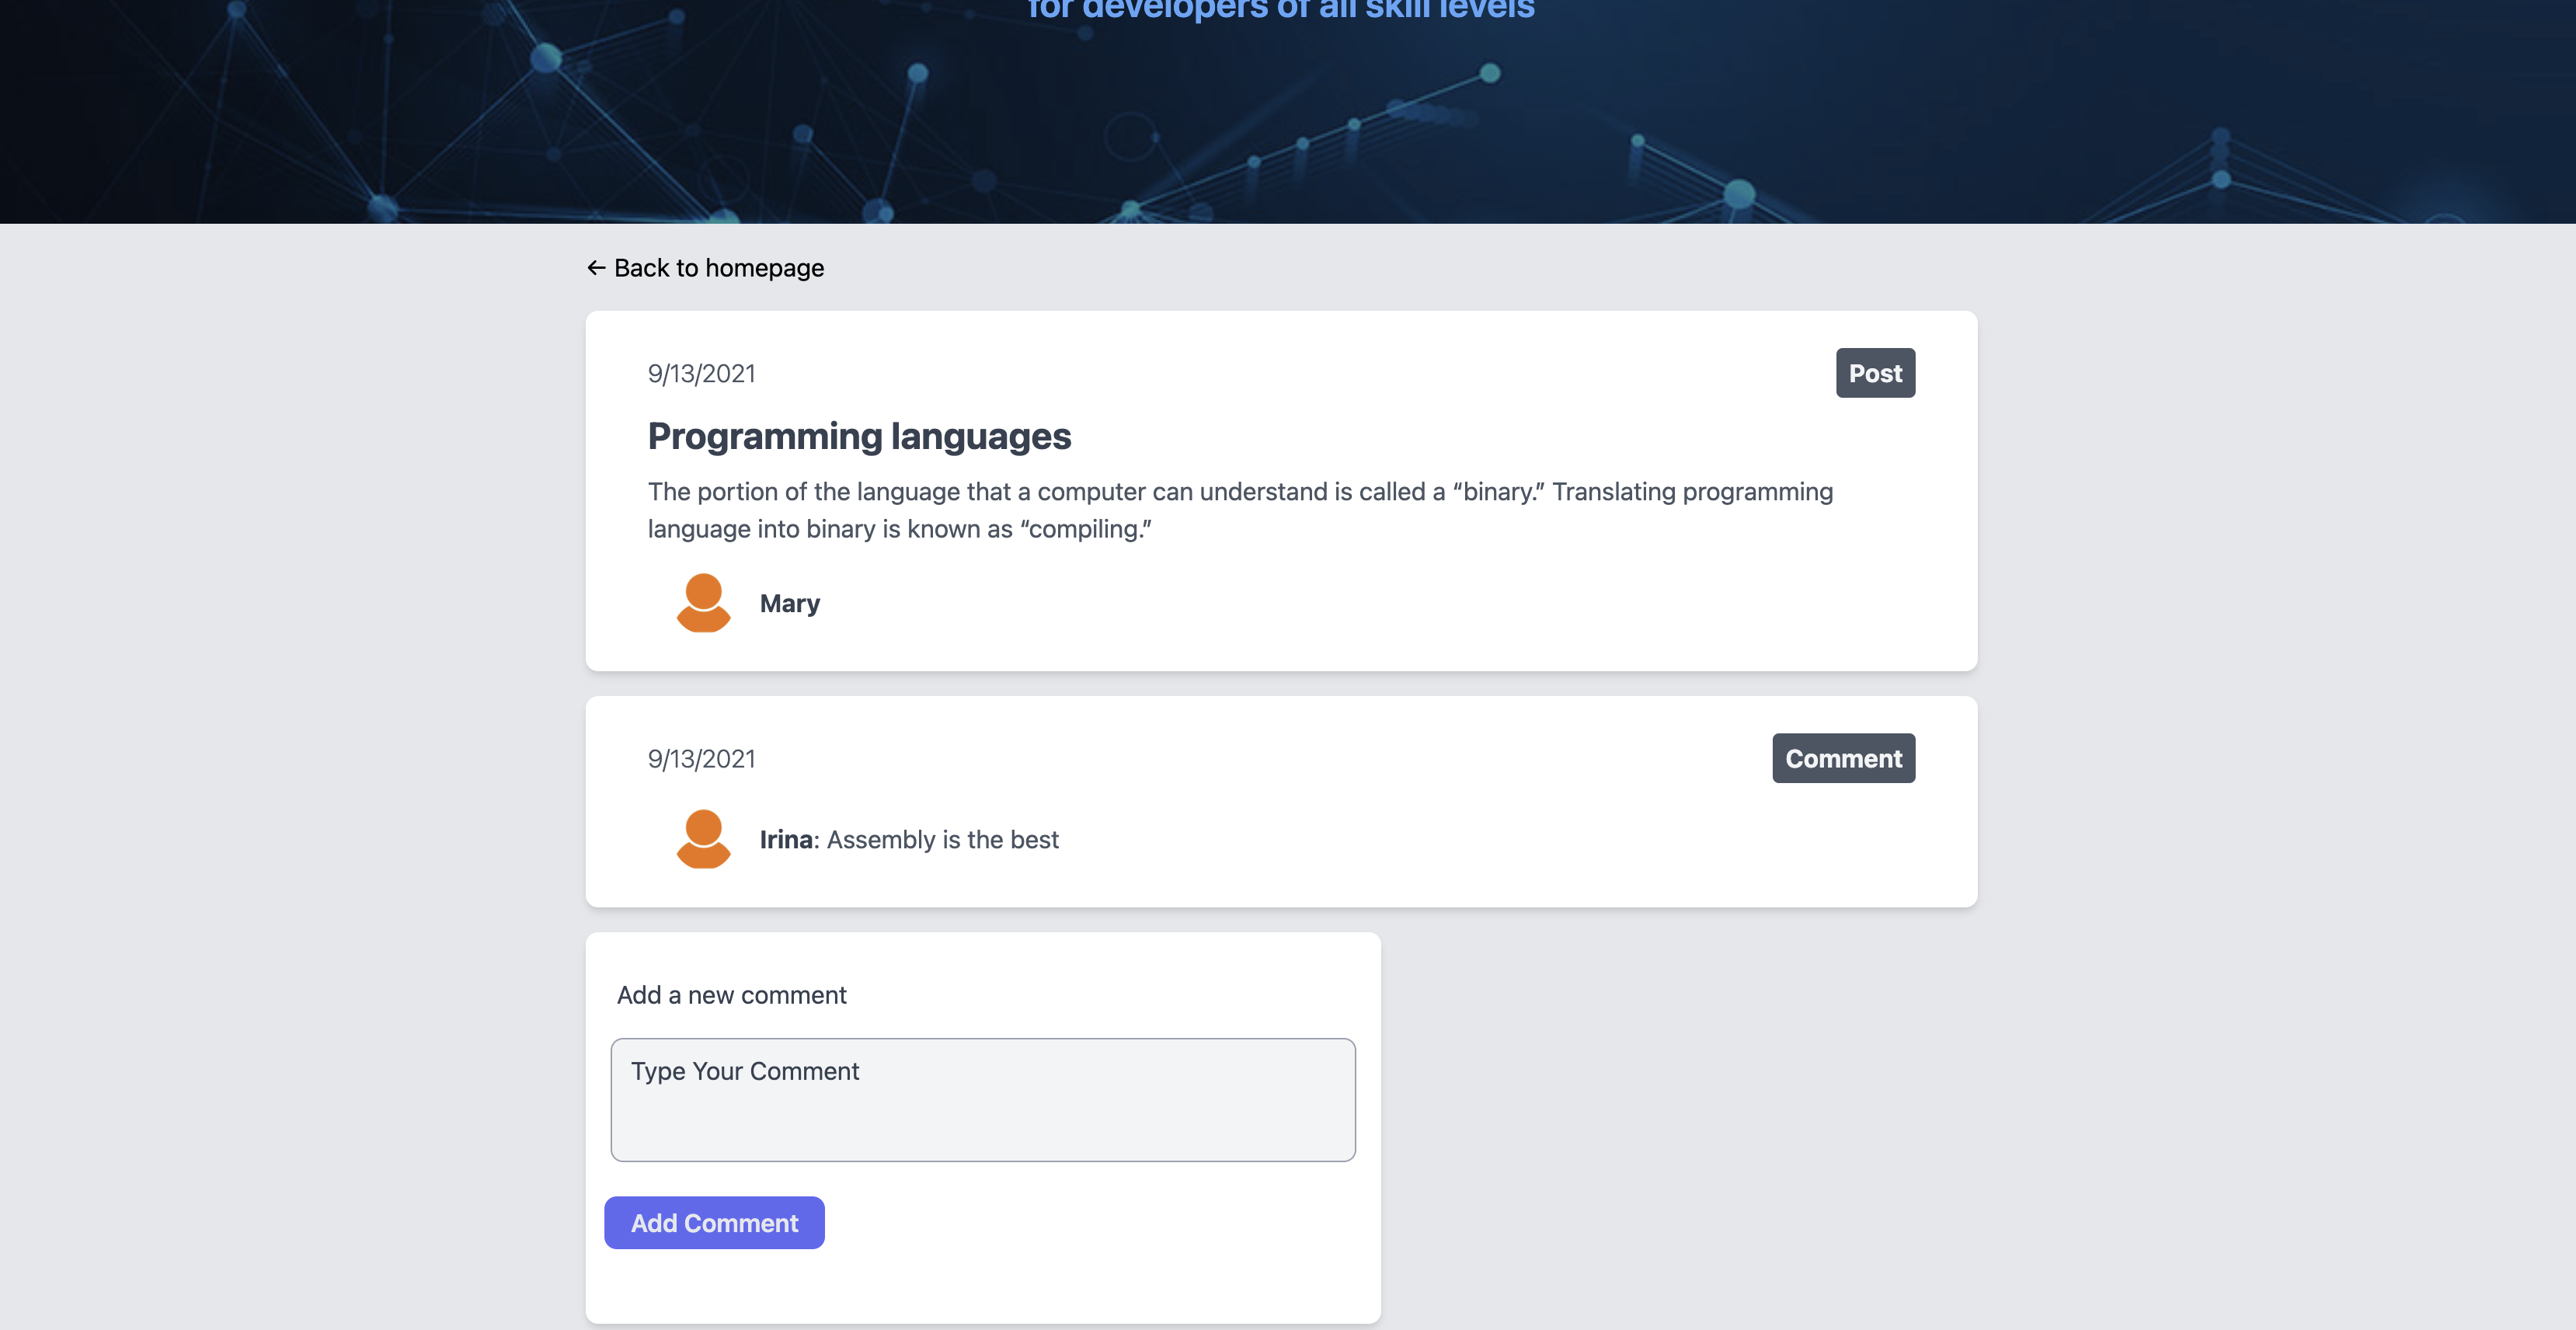 for developers of all skill levels
← Back to homepage
9/13/2021
Post
Programming languages
The portion of the language that a computer can understand is called a “binary.” Translating programming
language into binary is known as “compiling.”
Mary
9/13/2021
Comment
Irina: Assembly is the best
Add a new comment
Type Your Comment
Add Comment